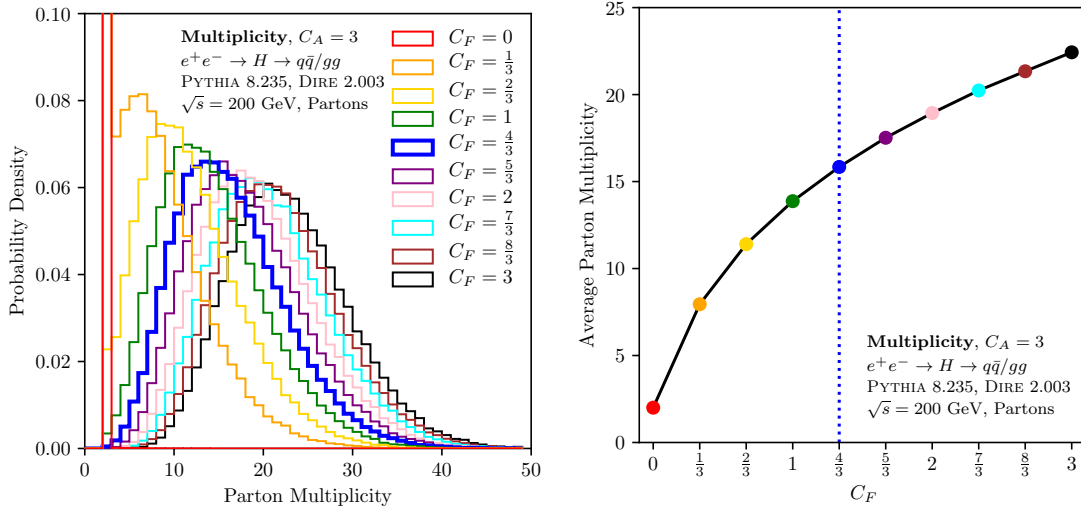 0.10
0.08
0.06
0.04
0.02
0.00
Probability Density
0 10 20 30 40 50
Parton Multiplicity
Multiplicity, C_A = 3
e⁺e⁻ → H → qq̄/gg
PYTHIA 8.235, DIRE 2.003
√s = 200 GeV, Partons
C_F = 0
C_F = 1/3
C_F = 2/3
C_F = 1
C_F = 4/3
C_F = 5/3
C_F = 2
C_F = 7/3
C_F = 8/3
C_F = 3
25
20
15
10
5
0
Average Parton Multiplicity
Multiplicity, C_A = 3
e⁺e⁻ → H → qq̄/gg
PYTHIA 8.235, DIRE 2.003
√s = 200 GeV, Partons
0 1/3 2/3 1 4/3 5/3 2 7/3 8/3 3
C_F